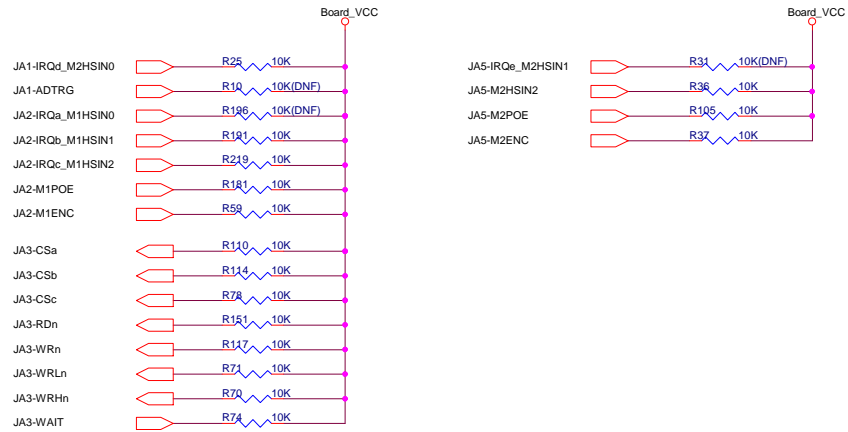 Board_VCC
JA1-IRQd_M2HSIN0 R25 10K
JA1-ADTRG R10 10K(DNF)
JA2-IRQa_M1HSIN0 R196 10K(DNF)
JA2-IRQb_M1HSIN1 R191 10K
JA2-IRQc_M1HSIN2 R219 10K
JA2-M1POE R181 10K
JA2-M1ENC R59 10K
JA3-CSa R110 10K
JA3-CSb R114 10K
JA3-CSc R78 10K
JA3-RDn R151 10K
JA3-WRn R117 10K
JA3-WRLn R71 10K
JA3-WRHn R70 10K
JA3-WAIT R74 10K
Board_VCC
JA5-IRQe_M2HSIN1 R31 10K(DNF)
JA5-M2HSIN2 R36 10K
JA5-M2POE R105 10K
JA5-M2ENC R37 10K